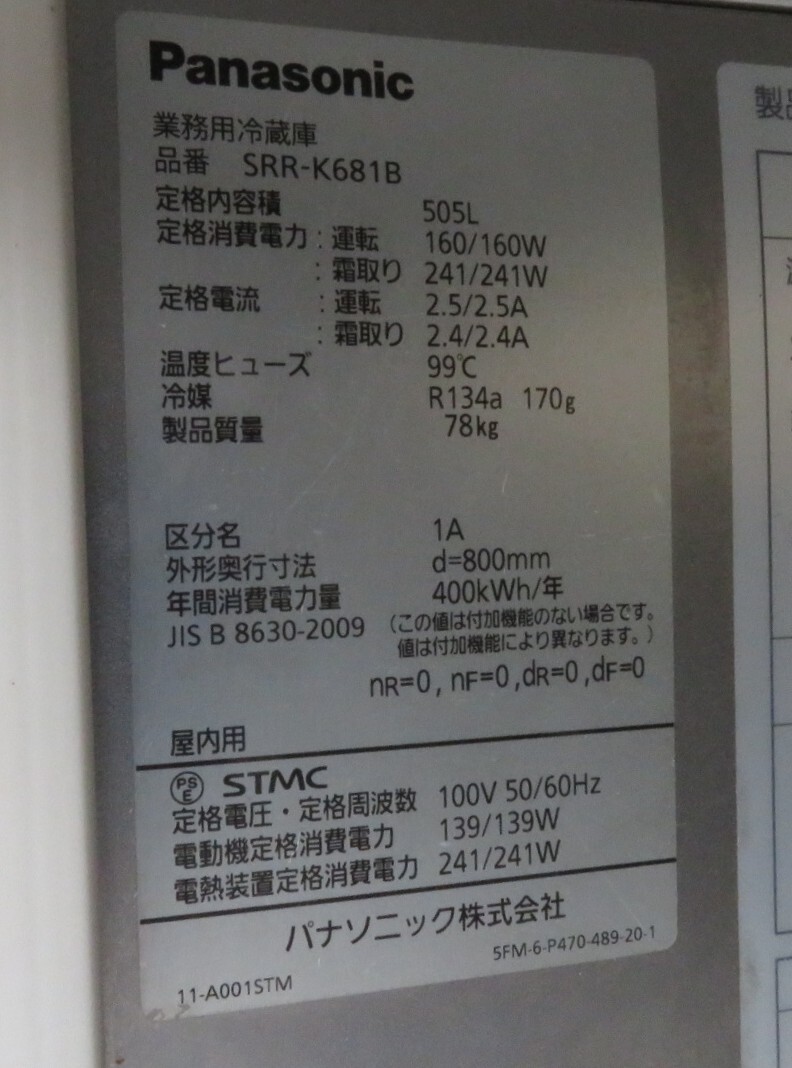 Panasonic
業務用冷蔵庫
品番 SRR-K681B
定格内容積 505L
定格消費電力:運転 160/160W
:霜取り 241/241W
定格電流 :運転 2.5/2.5A
:霜取り 2.4/2.4A
温度ヒューズ 99℃
冷媒 R134a 170g
製品質量 78kg
区分名 1A
外形奥行寸法 d=800mm
年間消費電力量 400kWh/年
JIS B 8630-2009 (この値は付加機能のない場合です。
値は付加機能により異なります。)
nR=0, nF=0,dR=0,dF=0
屋内用
PSE STMC
定格電圧・定格周波数 100V 50/60Hz
電動機定格消費電力 139/139W
電熱装置定格消費電力 241/241W
パナソニック株式会社
5FM-6-P470-489-20-1
11-A001STM
製品